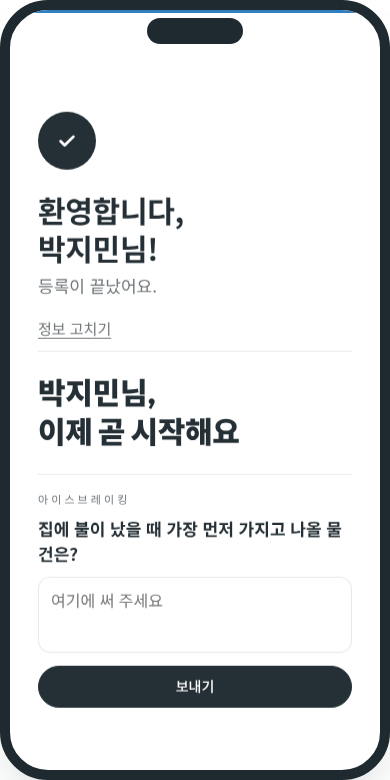 환영합니다,
박지민님!
등록이 끝났어요.
정보 고치기
박지민님,
이제 곧 시작해요
아이스브레이킹
집에 불이 났을 때 가장 먼저 가지고 나올 물
건은?
여기에 써 주세요
보내기